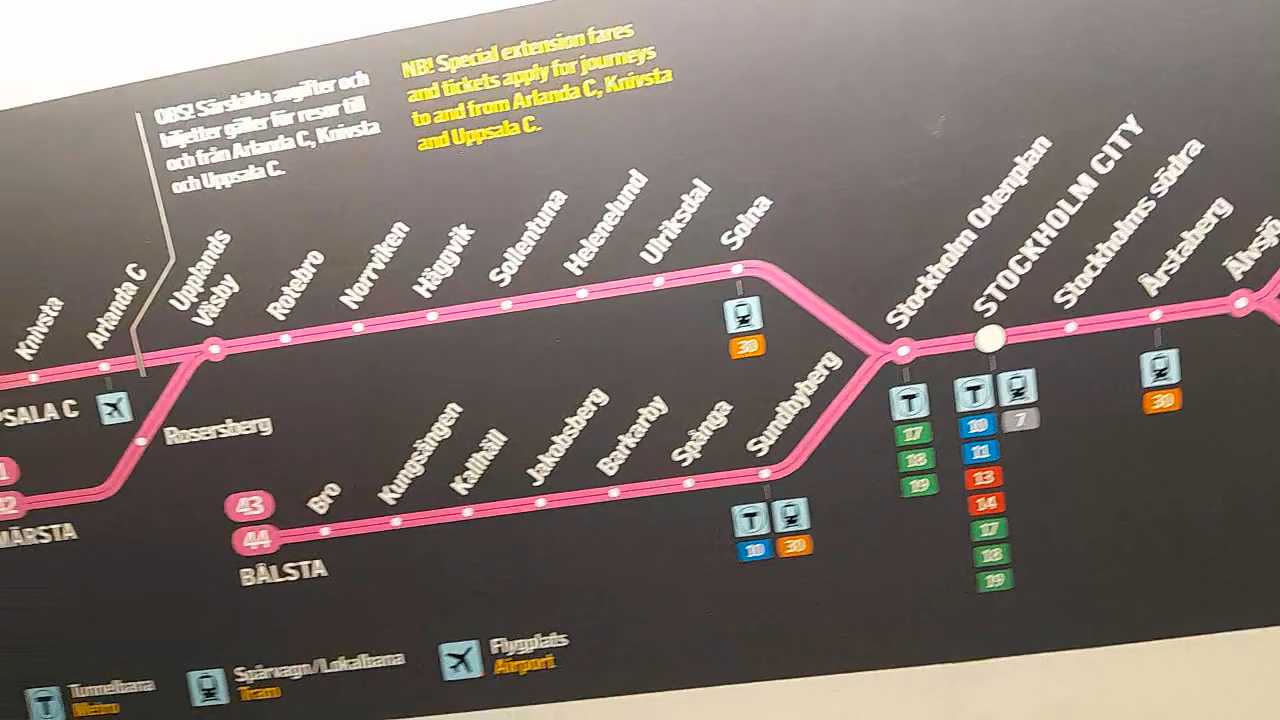 OBS! Särskilda avgifter och
biljetter gäller för resor till
och från Arlanda C, Knivsta
och Uppsala C.
NB! Special extension fares
and tickets apply for journeys
to and from Arlanda C, Knivsta
and Uppsala C.
Knivsta
Arlanda C
Upplands
Väsby
Rotebro
Norrviken
Häggvik
Sollentuna
Helenelund
Ulriksdal
Solna
30
Stockholm Odenplan
17
18
19
STOCKHOLM CITY
10
11
13
14
17
18
19
7
Stockholms södra
Årstaberg
30
Rosersberg
43
44
BÅLSTA
Bro
Kungsängen
Kallhäll
Jakobsberg
Barkarby
Spånga
Sundbyberg
10
30
Tunnelbana
Metro
Spårvagn/Lokalbana
Tram
Flygplats
Airport